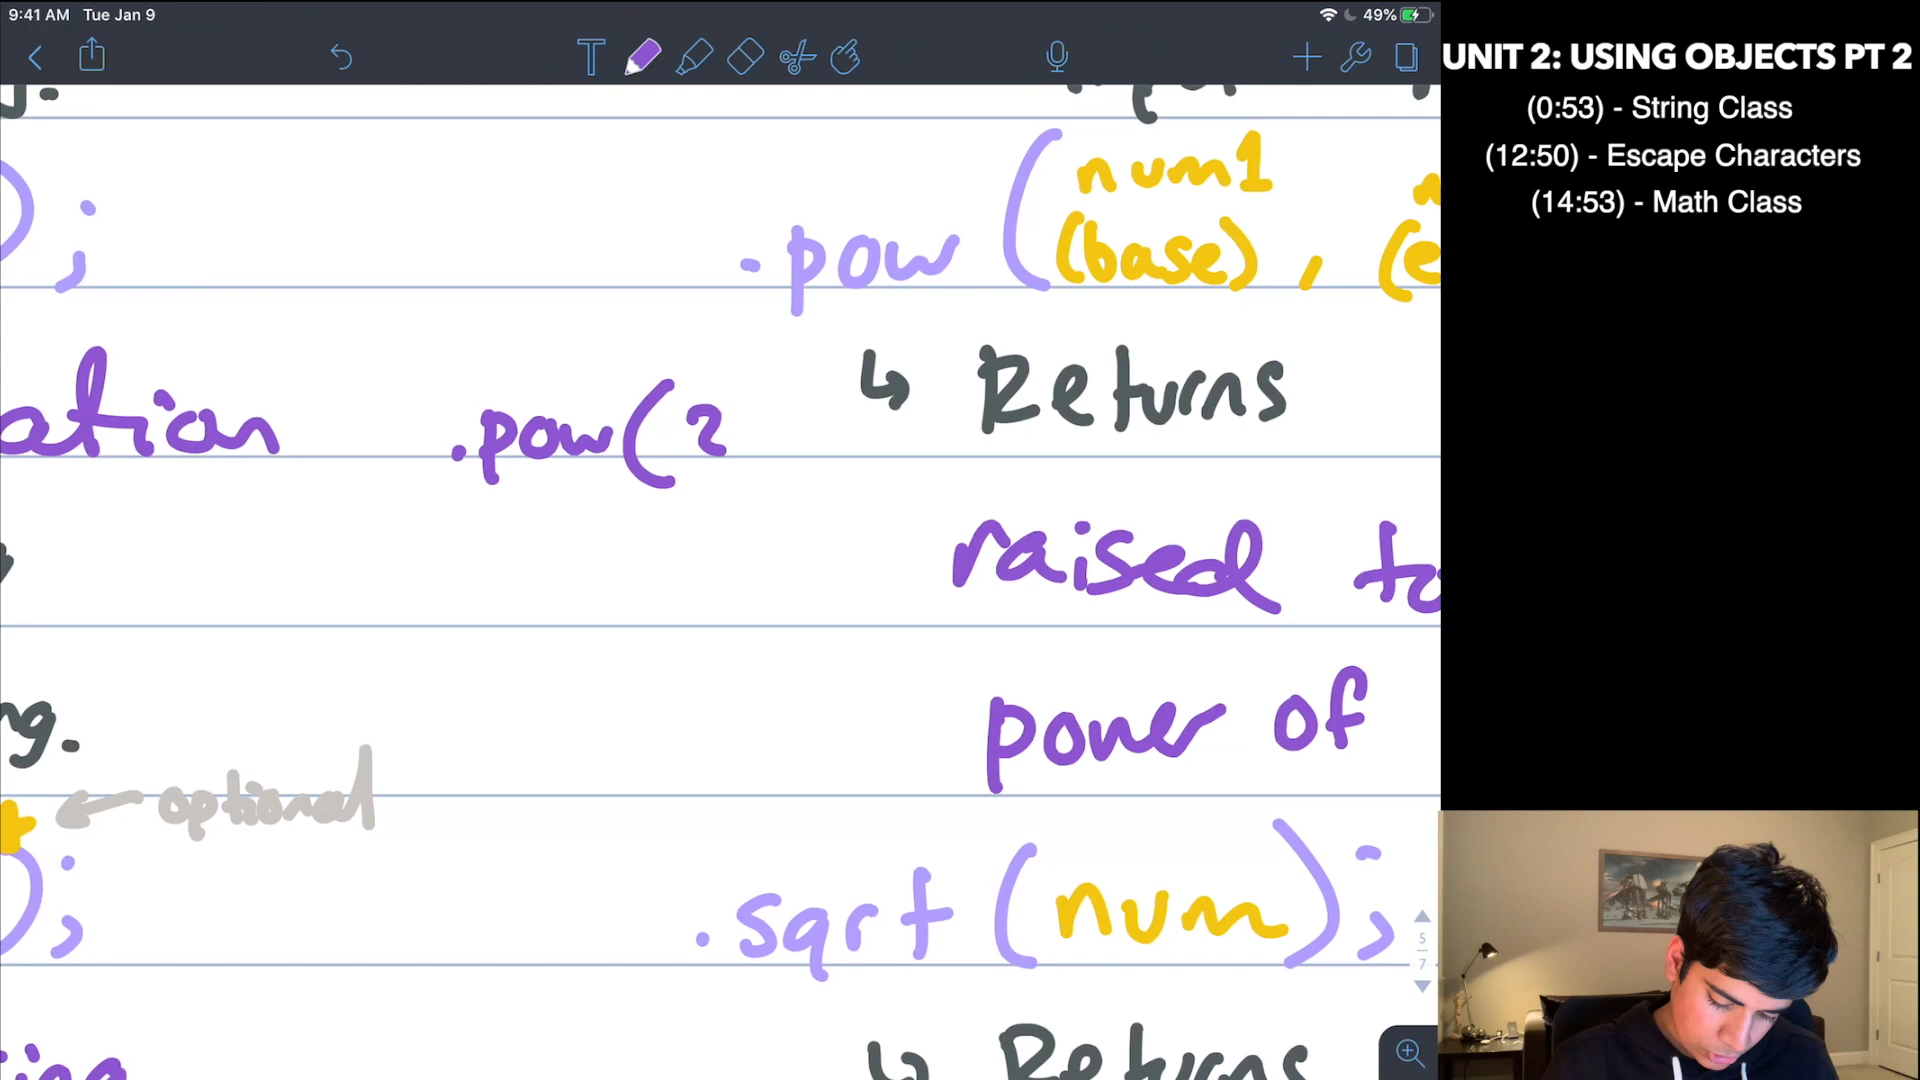 9:41 AM Tue Jan 9
49%
UNIT 2: USING OBJECTS PT 2
(0:53) - String Class
(12:50) - Escape Characters
(14:53) - Math Class
num1
);
.pow ( (base) , (e
↳ Returns
ation .pow(2
raised to
power of
ng.
← optional
);
.sqrt (num);
5
7
↳ Returns